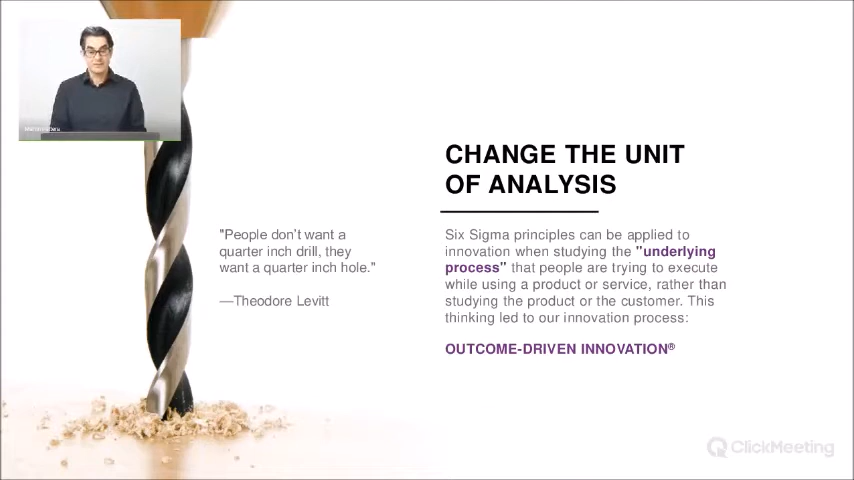 CHANGE THE UNIT
OF ANALYSIS
"People don't want a
quarter inch drill, they
want a quarter inch hole."
—Theodore Levitt
Six Sigma principles can be applied to
innovation when studying the "underlying
process" that people are trying to execute
while using a product or service, rather than
studying the product or the customer. This
thinking led to our innovation process:
OUTCOME-DRIVEN INNOVATION®
ClickMeeting